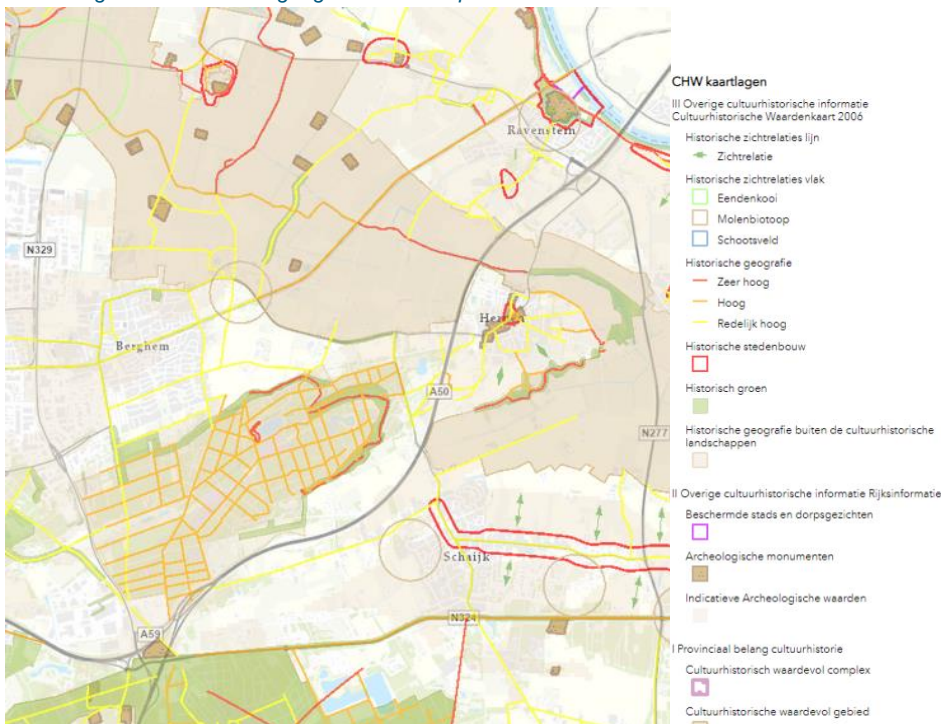 Ravenstein
N329
Berghem
A50
N277
Schaijk
N324
A59
CHW kaartlagen
III Overige cultuurhistorische informatie
Cultuurhistorische Waardenkaart 2006
Historische zichtrelaties lijn
Zichtrelatie
Historische zichtrelaties vlak
Eendenkooi
Molenbiotoop
Schootsveld
Historische geografie
Zeer hoog
Hoog
Redelijk hoog
Historische stedenbouw
Historisch groen
Historische geografie buiten de cultuurhistorische
landschappen
II Overige cultuurhistorische informatie Rijksinformatie
Beschermde stads en dorpsgezichten
Archeologische monumenten
Indicatieve Archeologische waarden
I Provinciaal belang cultuurhistorie
Cultuurhistorisch waardevol complex
Cultuurhistorische waardevol gebied